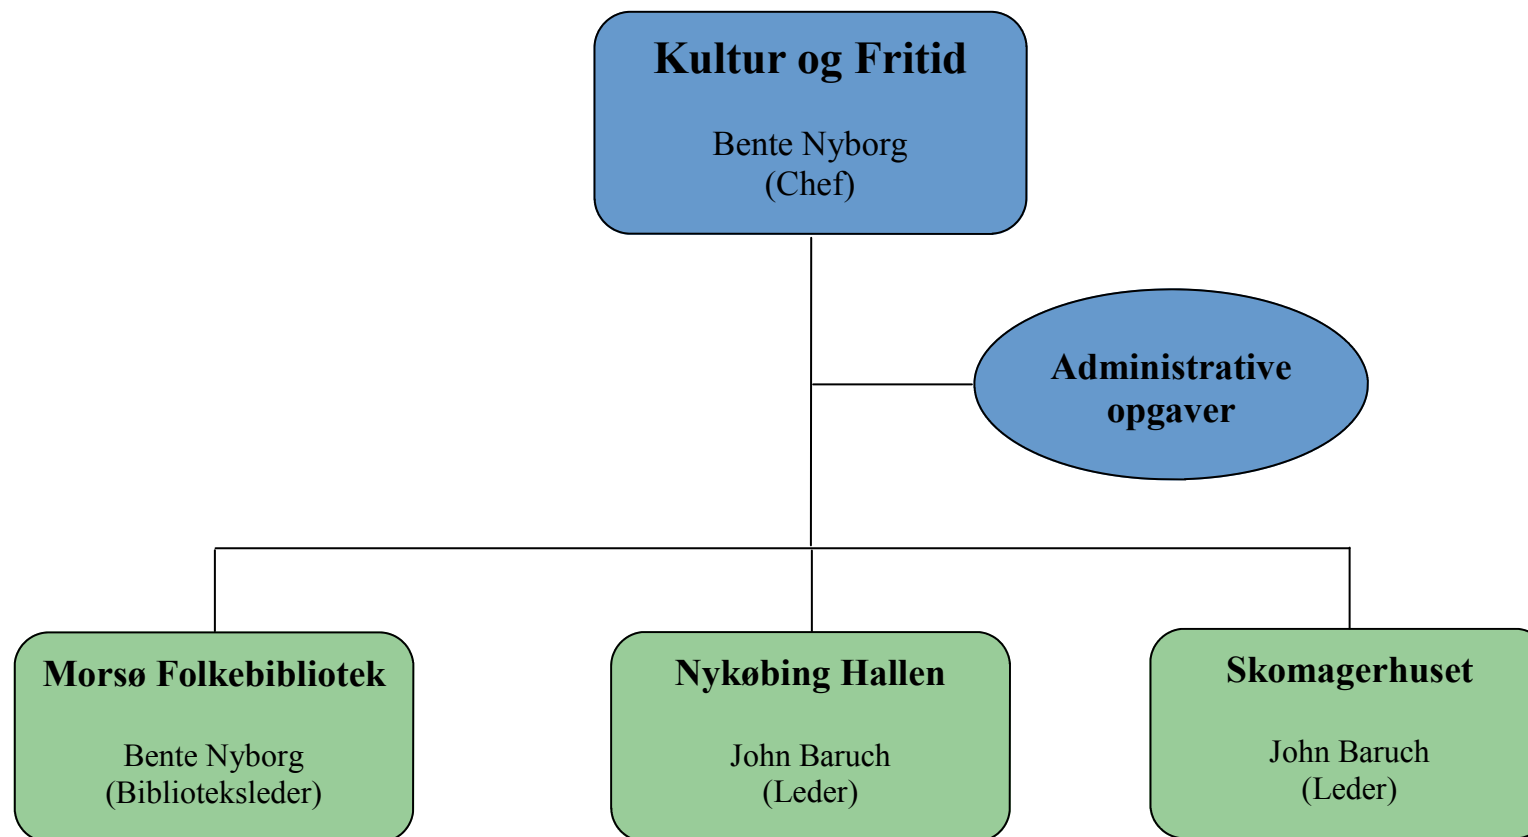 Kultur og Fritid
Bente Nyborg
(Chef)
Administrative
opgaver
Morsø Folkebibliotek
Bente Nyborg
(Biblioteksleder)
Nykøbing Hallen
John Baruch
(Leder)
Skomagerhuset
John Baruch
(Leder)